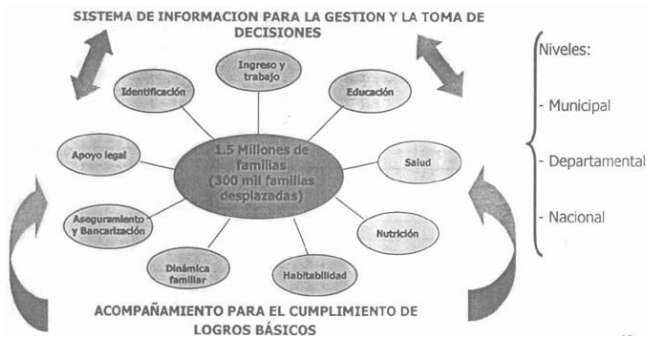 SISTEMA DE INFORMACION PARA LA GESTION Y LA TOMA DE
DECISIONES
Niveles:
- Municipal
- Departamental
- Nacional
Ingreso y
trabajo
Identificación
Educación
Apoyo legal
1.5 Millones de
familias
(300 mil familias
desplazadas)
Salud
Aseguramiento
y Bancarización
Nutrición
Dinámica
familiar
Habitabilidad
ACOMPAÑAMIENTO PARA EL CUMPLIMIENTO DE
LOGROS BÁSICOS